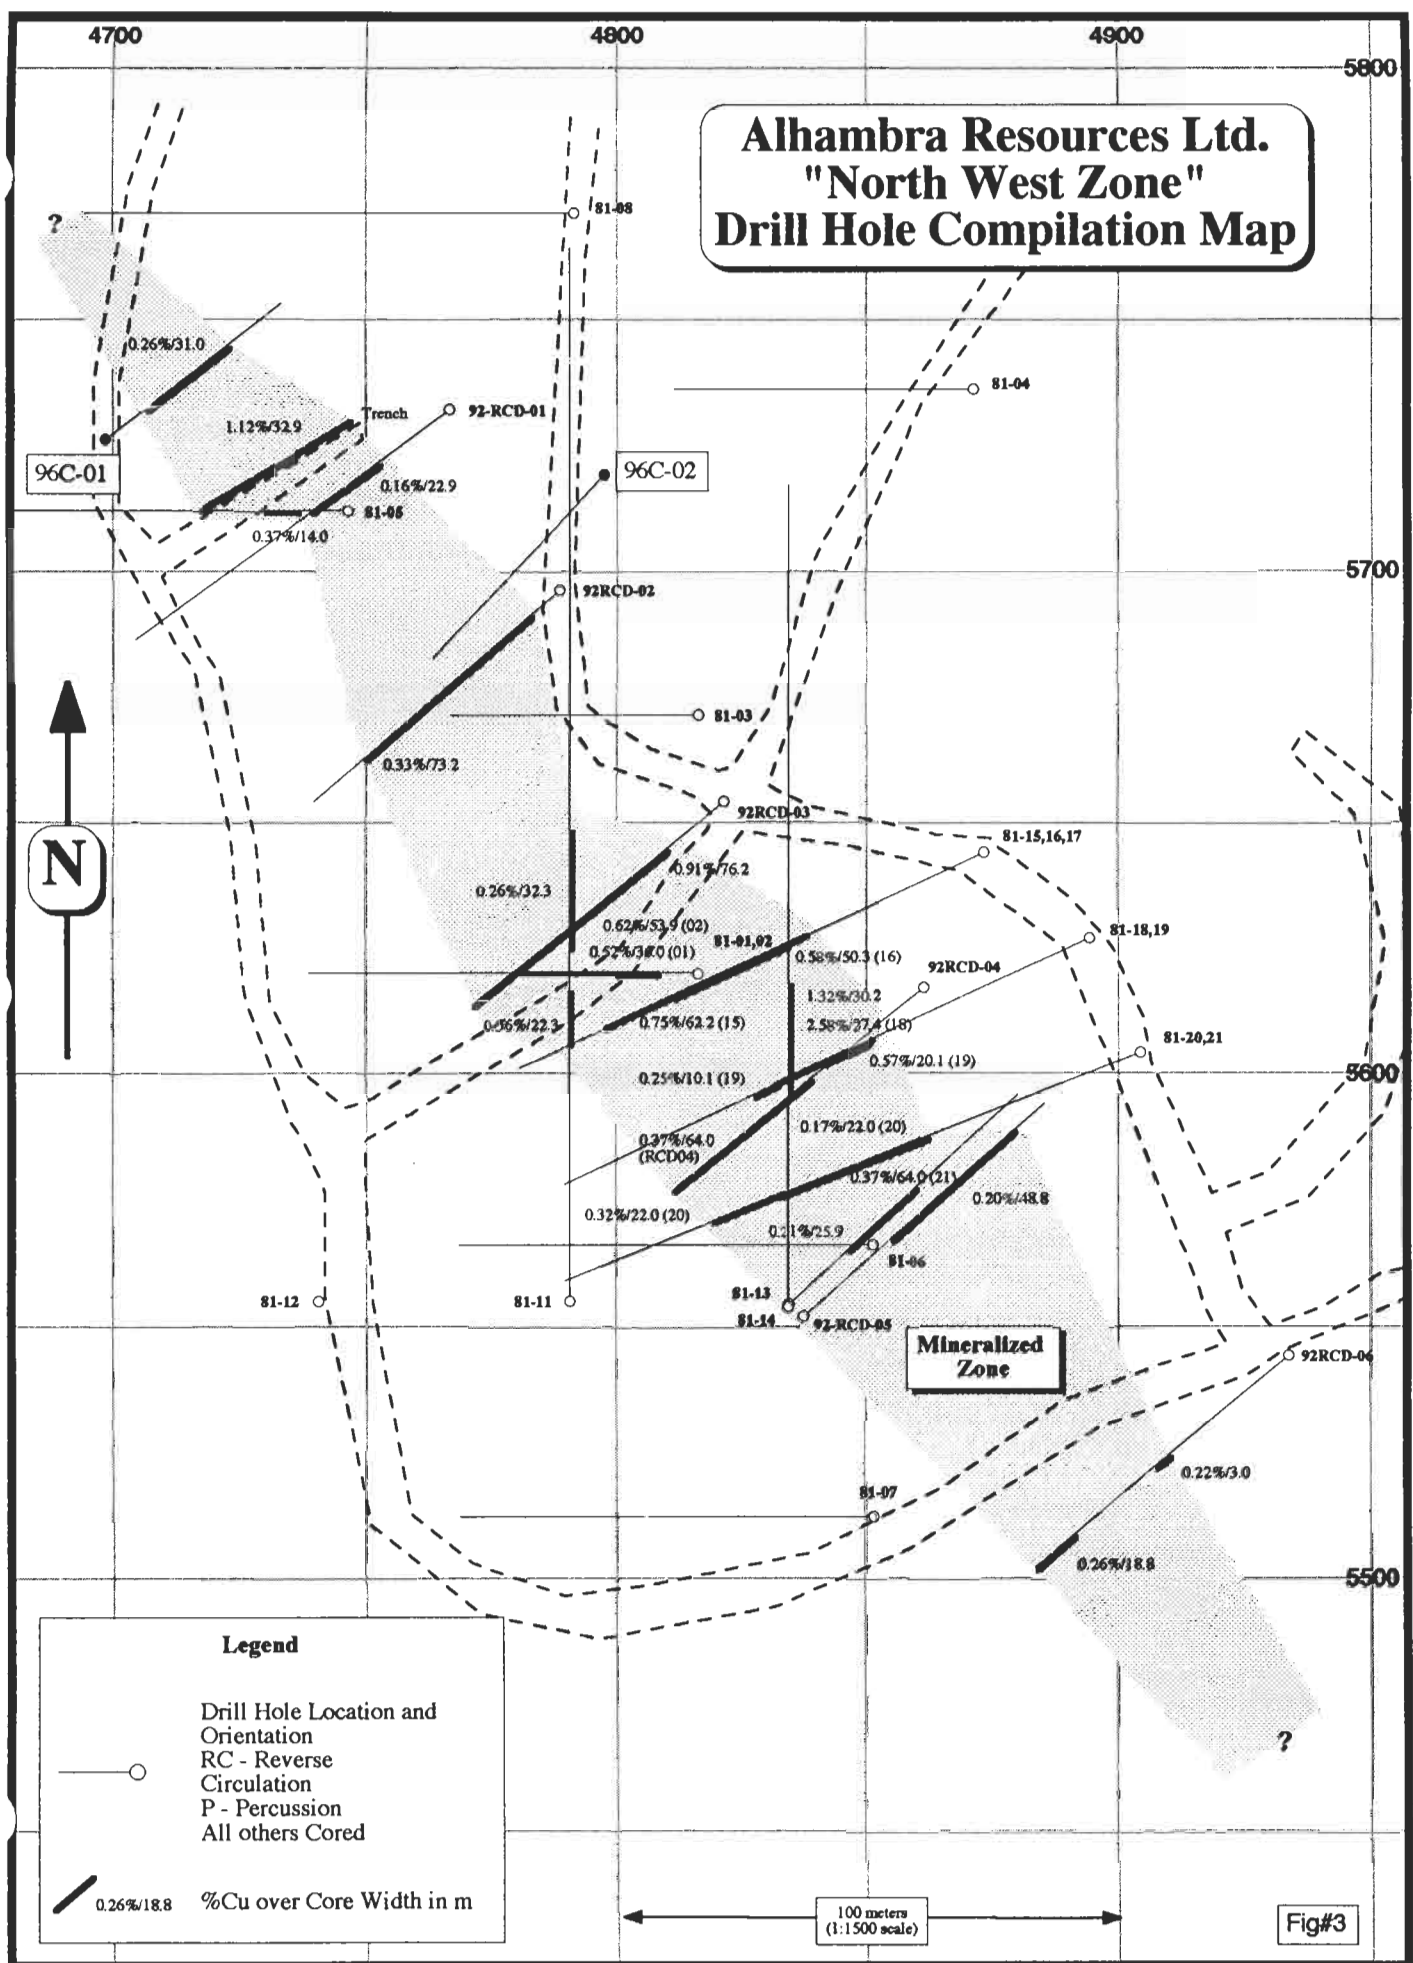 4700
4800
4900
5800
Alhambra Resources Ltd.
"North West Zone"
Drill Hole Compilation Map
?
81-08
0.26%/31.0
81-04
Trench
92-RCD-01
1.12%/32.9
96C-01
96C-02
0.16%/22.9
81-05
0.37%/14.0
5700
92RCD-02
81-03
0.33%/73.2
92RCD-03
81-15,16,17
N
0.91%/76.2
0.26%/32.3
0.62%/53.9 (02)
81-01,02
81-18,19
(01)
0.58%/50.3 (16)
92RCD-04
1.32%/30.2
0.75%/62.2 (15)
2.58%/37.4 (18)
81-20,21
0.57%/20.1 (19)
5600
0.25%/10.1 (19)
0.17%/22.0 (20)
0.37%/64.0
(RCD04)
0.37%/64.0 (21)
0.20%/48.8
0.32%/22.0 (20)
0.21%/25.9
81-06
81-12
81-11
81-13
81-14
92-RCD-05
Mineralized
Zone
92RCD-06
0.22%/3.0
81-07
0.26%/18.8
5500
Legend
Drill Hole Location and
Orientation
RC - Reverse
Circulation
P - Percussion
All others Cored
0.26%/18.8
%Cu over Core Width in m
?
100 meters
(1:1500 scale)
Fig#3